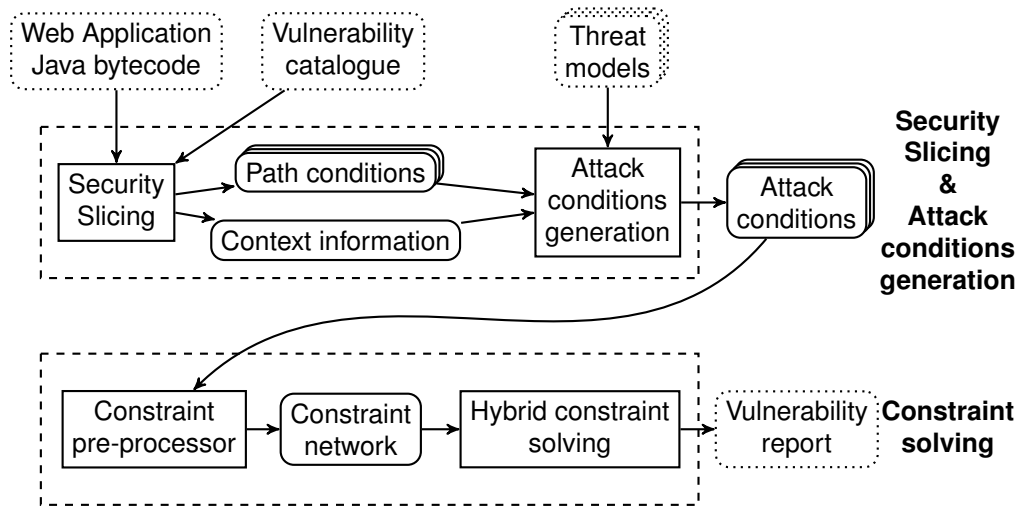 Web Application
Java bytecode
Vulnerability
catalogue
Threat
models
Security
Slicing
Path conditions
Context information
Attack
conditions
generation
Attack
conditions
Security
Slicing
&
Attack
conditions
generation
Constraint
pre-processor
Constraint
network
Hybrid constraint
solving
Vulnerability
report
Constraint
solving